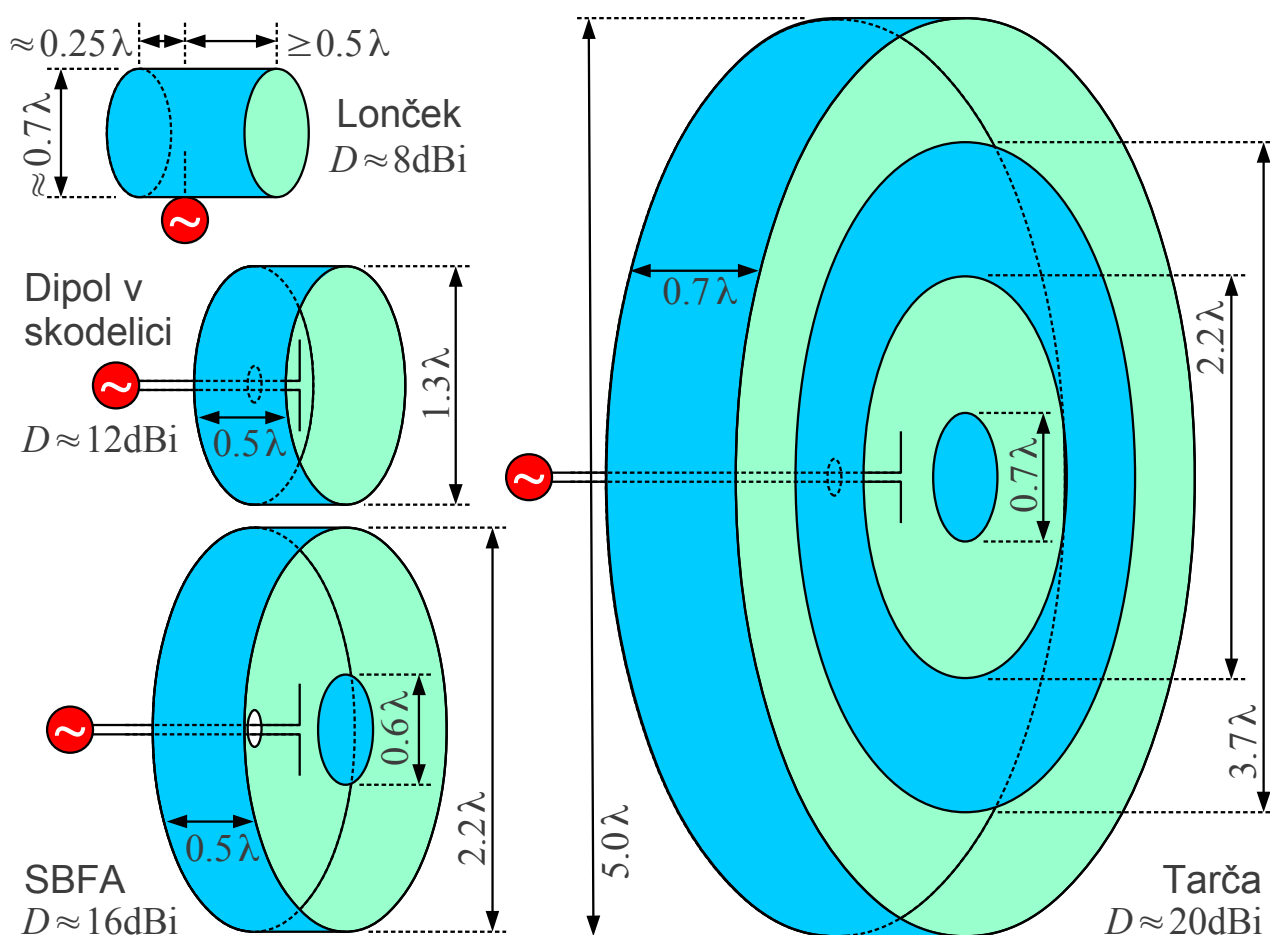 ≈0.25λ
≥0.5λ
≈0.7λ
Lonček
D≈8dBi
~
Dipol v
skodelici
~
D≈12dBi
0.5λ
1.3λ
~
0.6λ
0.5λ
2.2λ
SBFA
D≈16dBi
0.7λ
~
0.7λ
2.2λ
3.7λ
5.0λ
Tarča
D≈20dBi